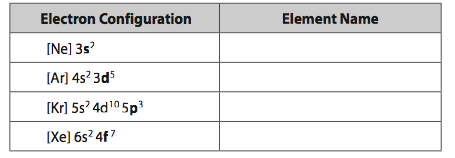 Electron Configuration Element Name
[Ne] 3s²
[Ar] 4s² 3d⁵
[Kr] 5s² 4d¹⁰ 5p³
[Xe] 6s² 4f⁷